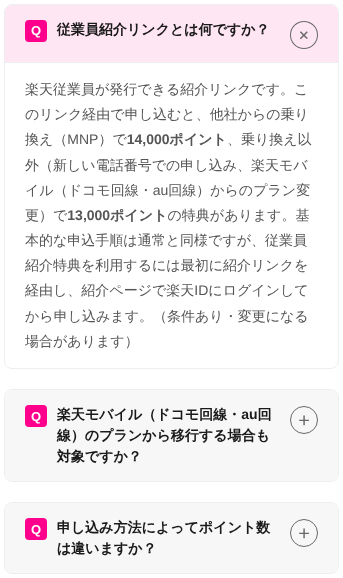 Q 従業員紹介リンクとは何ですか？
楽天従業員が発行できる紹介リンクです。こ
のリンク経由で申し込むと、他社からの乗り
換え（MNP）で14,000ポイント、乗り換え以
外（新しい電話番号での申し込み、楽天モバ
イル（ドコモ回線・au回線）からのプラン変
更）で13,000ポイントの特典があります。基
本的な申込手順は通常と同様ですが、従業員
紹介特典を利用するには最初に紹介リンクを
経由し、紹介ページで楽天IDにログインして
から申し込みます。（条件あり・変更になる
場合があります）
Q 楽天モバイル（ドコモ回線・au回
線）のプランから移行する場合も
対象ですか？
Q 申し込み方法によってポイント数
は違いますか？